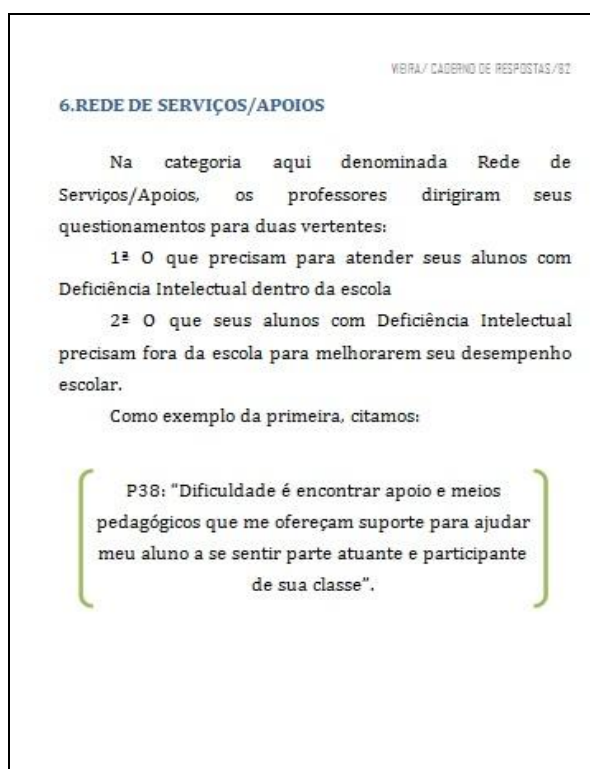 VIEIRA/ CADERNO DE RESPOSTAS/82
6.REDE DE SERVIÇOS/APOIOS
Na categoria aqui denominada Rede de
Serviços/Apoios, os professores dirigiram seus
questionamentos para duas vertentes:
1ª O que precisam para atender seus alunos com
Deficiência Intelectual dentro da escola
2ª O que seus alunos com Deficiência Intelectual
precisam fora da escola para melhorarem seu desempenho
escolar.
Como exemplo da primeira, citamos:
P38: “Dificuldade é encontrar apoio e meios
pedagógicos que me ofereçam suporte para ajudar
meu aluno a se sentir parte atuante e participante
de sua classe”.